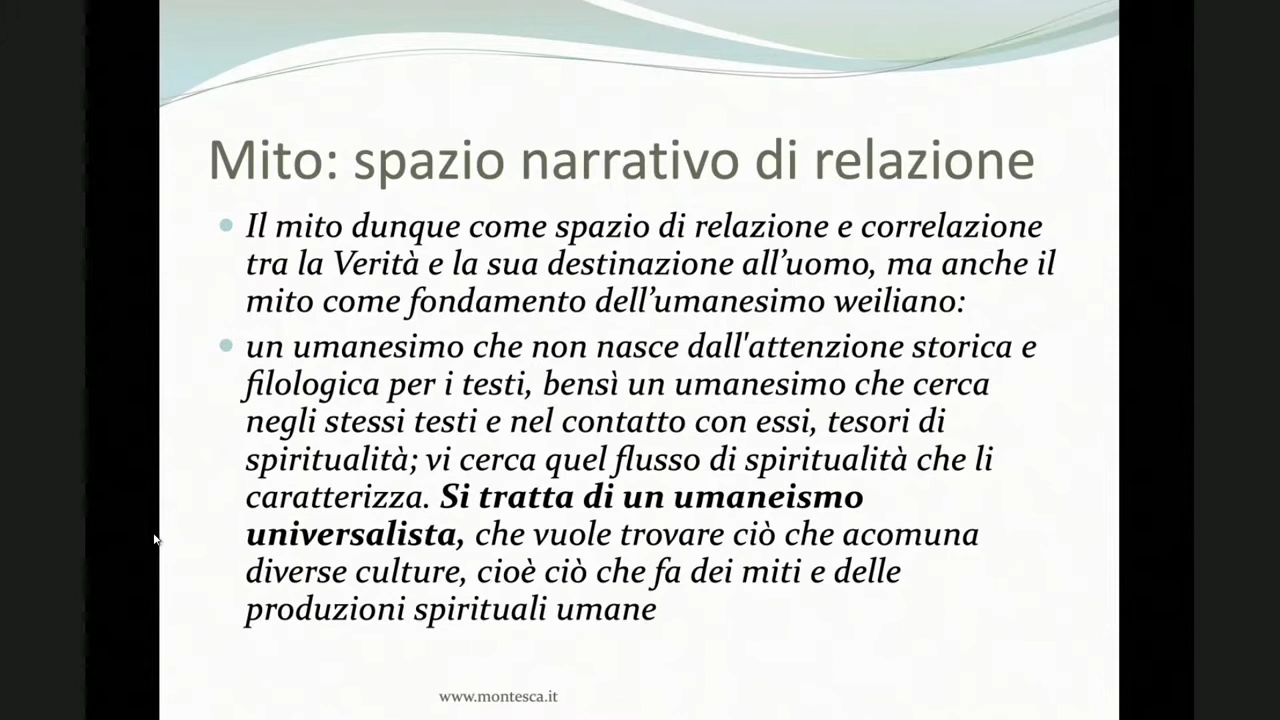 Mito: spazio narrativo di relazione
Il mito dunque come spazio di relazione e correlazione
tra la Verità e la sua destinazione all’uomo, ma anche il
mito come fondamento dell’umanesimo weiliano:
un umanesimo che non nasce dall'attenzione storica e
filologica per i testi, bensì un umanesimo che cerca
negli stessi testi e nel contatto con essi, tesori di
spiritualità; vi cerca quel flusso di spiritualità che li
caratterizza. Si tratta di un umaneismo
universalista, che vuole trovare ciò che acomuna
diverse culture, cioè ciò che fa dei miti e delle
produzioni spirituali umane
www.montesca.it